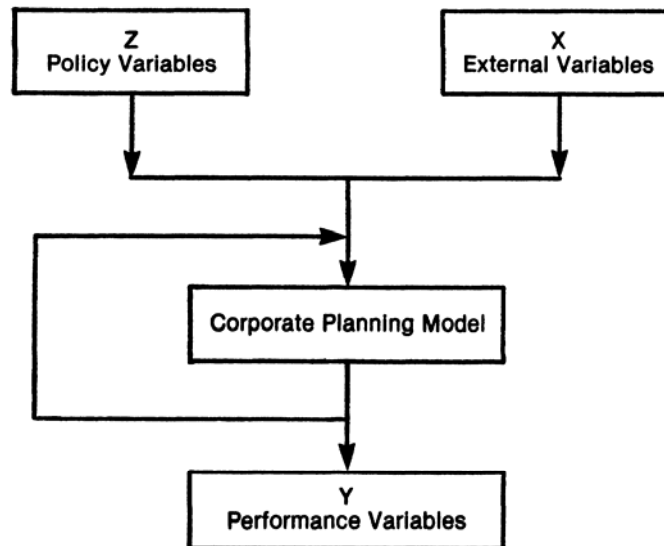 Z
Policy Variables
X
External Variables
Corporate Planning Model
Y
Performance Variables